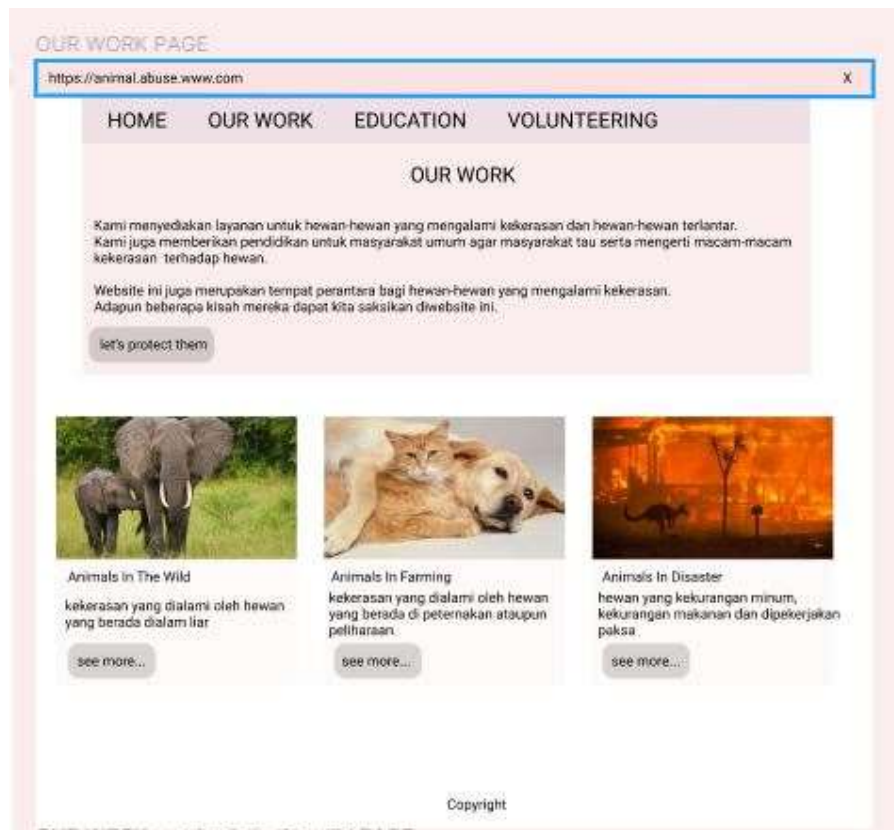 OUR WORK PAGE
https://animal.abuse.www.com X
HOME OUR WORK EDUCATION VOLUNTEERING
OUR WORK
Kami menyediakan layanan untuk hewan-hewan yang mengalami kekerasan dan hewan-hewan terlantar.
Kami juga memberikan pendidikan untuk masyarakat umum agar masyarakat tau serta mengerti macam-macam
kekerasan terhadap hewan.
Website ini juga merupakan tempat perantara bagi hewan-hewan yang mengalami kekerasan.
Adapun beberapa kisah mereka dapat kita saksikan diwebsite ini.
let's protect them
Animals In The Wild
kekerasan yang dialami oleh hewan
yang berada dialam liar
see more...
Animals In Farming
kekerasan yang dialami oleh hewan
yang berada di peternakan ataupun
peliharaan
see more...
Animals In Disaster
hewan yang kekurangan minum,
kekurangan makanan dan dipekerjakan
paksa
see more...
Copyright